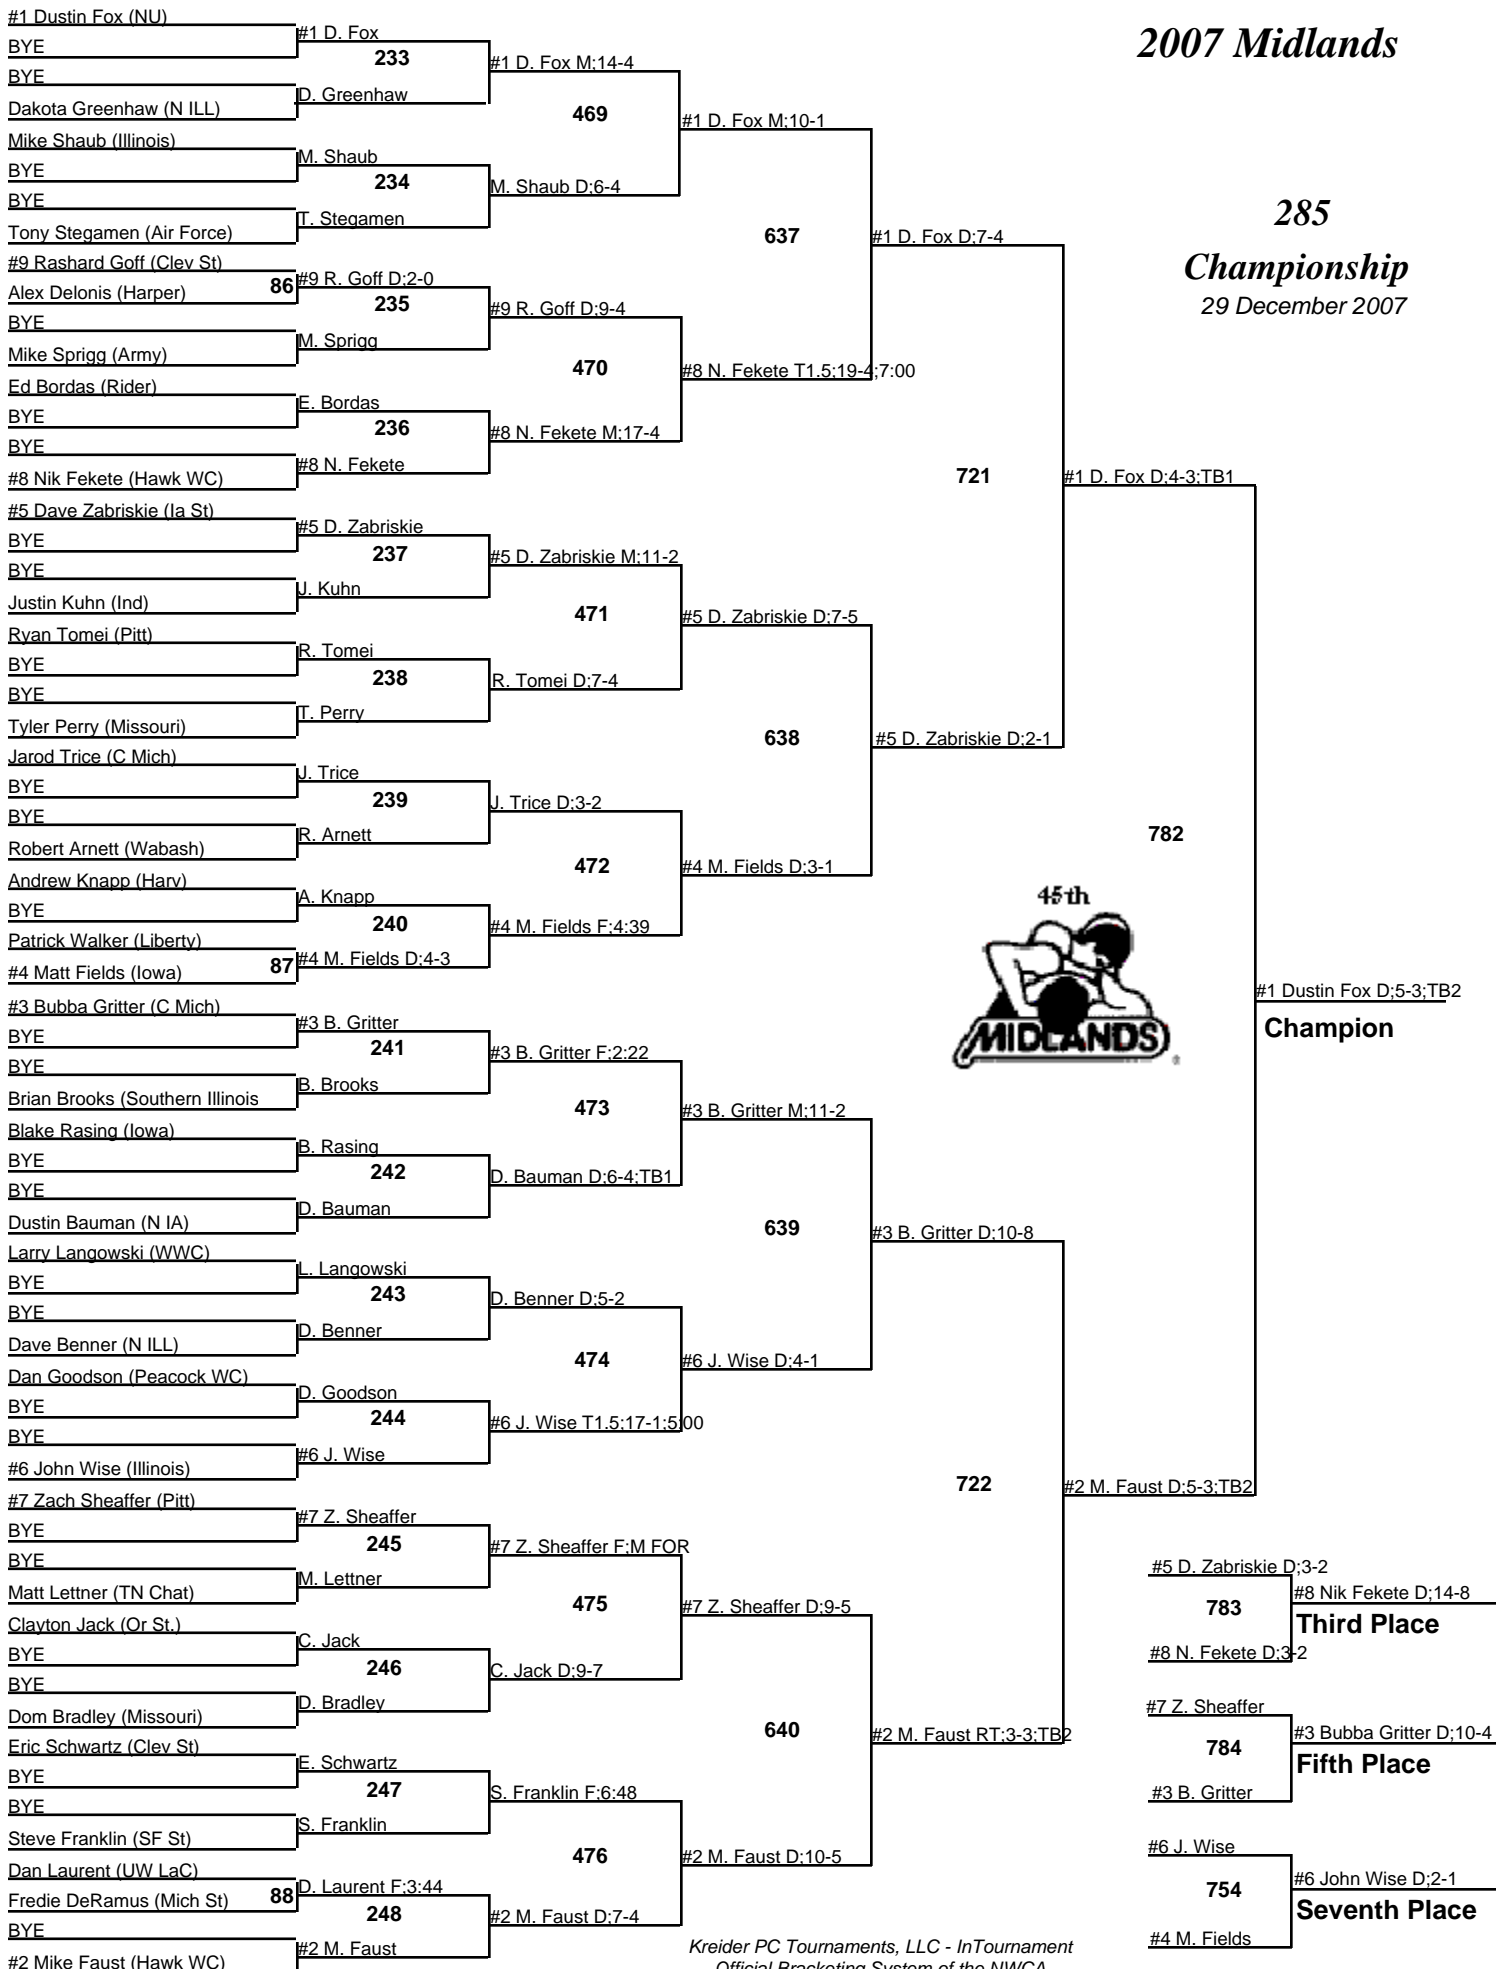 2007 Midlands
285
Championship
29 December 2007
#1 Dustin Fox (NU)
BYE
BYE
Dakota Greenhaw (N ILL)
Mike Shaub (Illinois)
BYE
BYE
Tony Stegamen (Air Force)
#9 Rashard Goff (Clev St)
Alex Delonis (Harper)
86
BYE
Mike Sprigg (Army)
Ed Bordas (Rider)
BYE
BYE
#8 Nik Fekete (Hawk WC)
#5 Dave Zabriskie (Ia St)
BYE
BYE
Justin Kuhn (Ind)
Ryan Tomei (Pitt)
BYE
BYE
Tyler Perry (Missouri)
Jarod Trice (C Mich)
BYE
BYE
Robert Arnett (Wabash)
Andrew Knapp (Harv)
BYE
Patrick Walker (Liberty)
87
#4 Matt Fields (Iowa)
#3 Bubba Gritter (C Mich)
BYE
BYE
Brian Brooks (Southern Illinois
Blake Rasing (Iowa)
BYE
BYE
Dustin Bauman (N IA)
Larry Langowski (WWC)
BYE
BYE
Dave Benner (N ILL)
Dan Goodson (Peacock WC)
BYE
BYE
#6 John Wise (Illinois)
#7 Zach Sheaffer (Pitt)
BYE
BYE
Matt Lettner (TN Chat)
Clayton Jack (Or St.)
BYE
BYE
Dom Bradley (Missouri)
Eric Schwartz (Clev St)
BYE
BYE
Steve Franklin (SF St)
Dan Laurent (UW LaC)
Fredie DeRamus (Mich St)
88
BYE
#2 Mike Faust (Hawk WC)
#1 D. Fox
233
D. Greenhaw
M. Shaub
234
T. Stegamen
#9 R. Goff D;2-0
235
M. Sprigg
E. Bordas
236
#8 N. Fekete
#5 D. Zabriskie
237
J. Kuhn
R. Tomei
238
T. Perry
J. Trice
239
R. Arnett
A. Knapp
240
#4 M. Fields D;4-3
#3 B. Gritter
241
B. Brooks
B. Rasing
242
D. Bauman
L. Langowski
243
D. Benner
D. Goodson
244
#6 J. Wise
#7 Z. Sheaffer
245
M. Lettner
C. Jack
246
D. Bradley
E. Schwartz
247
S. Franklin
D. Laurent F;3:44
248
#2 M. Faust
#1 D. Fox M;14-4
469
M. Shaub D;6-4
#9 R. Goff D;9-4
470
#8 N. Fekete M;17-4
#5 D. Zabriskie M;11-2
471
R. Tomei D;7-4
J. Trice D;3-2
472
#4 M. Fields F;4:39
#3 B. Gritter F;2:22
473
D. Bauman D;6-4;TB1
D. Benner D;5-2
474
#6 J. Wise T1.5;17-1;5:00
#7 Z. Sheaffer F;M FOR
475
C. Jack D;9-7
S. Franklin F;6:48
476
#2 M. Faust D;7-4
#1 D. Fox M;10-1
637
#8 N. Fekete T1.5;19-4;7:00
#5 D. Zabriskie D;7-5
638
#4 M. Fields D;3-1
#3 B. Gritter M;11-2
639
#6 J. Wise D;4-1
#7 Z. Sheaffer D;9-5
640
#2 M. Faust D;10-5
#1 D. Fox D;7-4
721
#5 D. Zabriskie D;2-1
#3 B. Gritter D;10-8
722
#2 M. Faust RT;3-3;TB2
#1 D. Fox D;4-3;TB1
782
#2 M. Faust D;5-3;TB2
45th
MIDLANDS
#1 Dustin Fox D;5-3;TB2
Champion
#5 D. Zabriskie D;3-2
783
#8 N. Fekete D;3-2
#8 Nik Fekete D;14-8
Third Place
#7 Z. Sheaffer
784
#3 B. Gritter
#3 Bubba Gritter D;10-4
Fifth Place
#6 J. Wise
754
#4 M. Fields
#6 John Wise D;2-1
Seventh Place
Kreider PC Tournaments, LLC - InTournament
Official Bracketing System of the NWCA